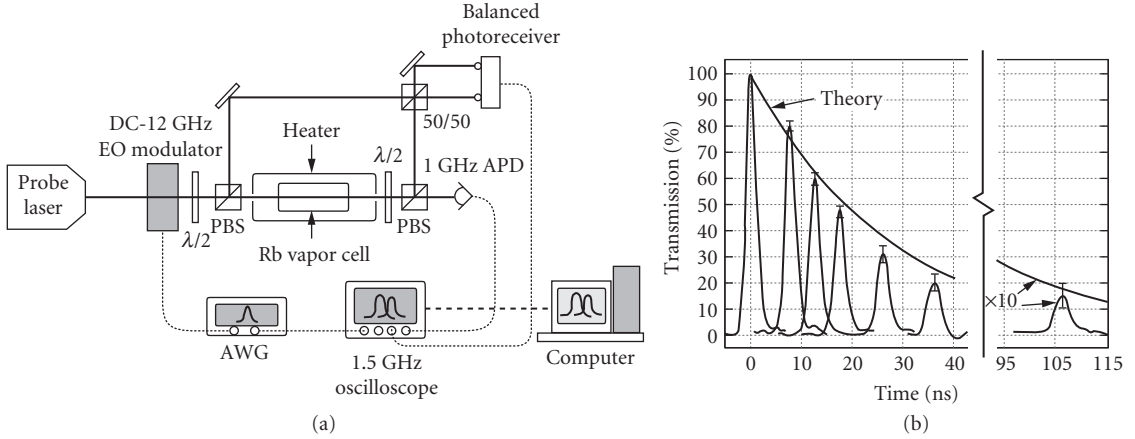 Balanced
photoreceiver
DC-12 GHz
EO modulator
Heater
50/50
λ/2
1 GHz APD
Probe
laser
λ/2
PBS
PBS
Rb vapor cell
AWG
1.5 GHz
oscilloscope
Computer
(a)
Transmission (%)
100
90
80
70
60
50
40
30
20
10
0
Theory
×10
0
10
20
30
40
95
105
115
Time (ns)
(b)